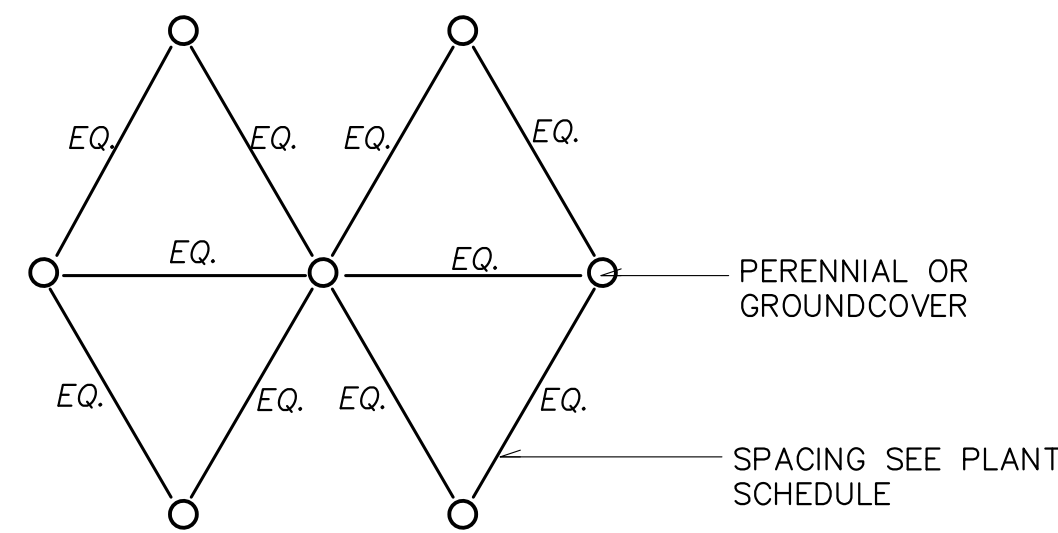 EQ. EQ. EQ. EQ.
EQ. EQ.
PERENNIAL OR
GROUNDCOVER
EQ. EQ. EQ. EQ.
SPACING SEE PLANT
SCHEDULE